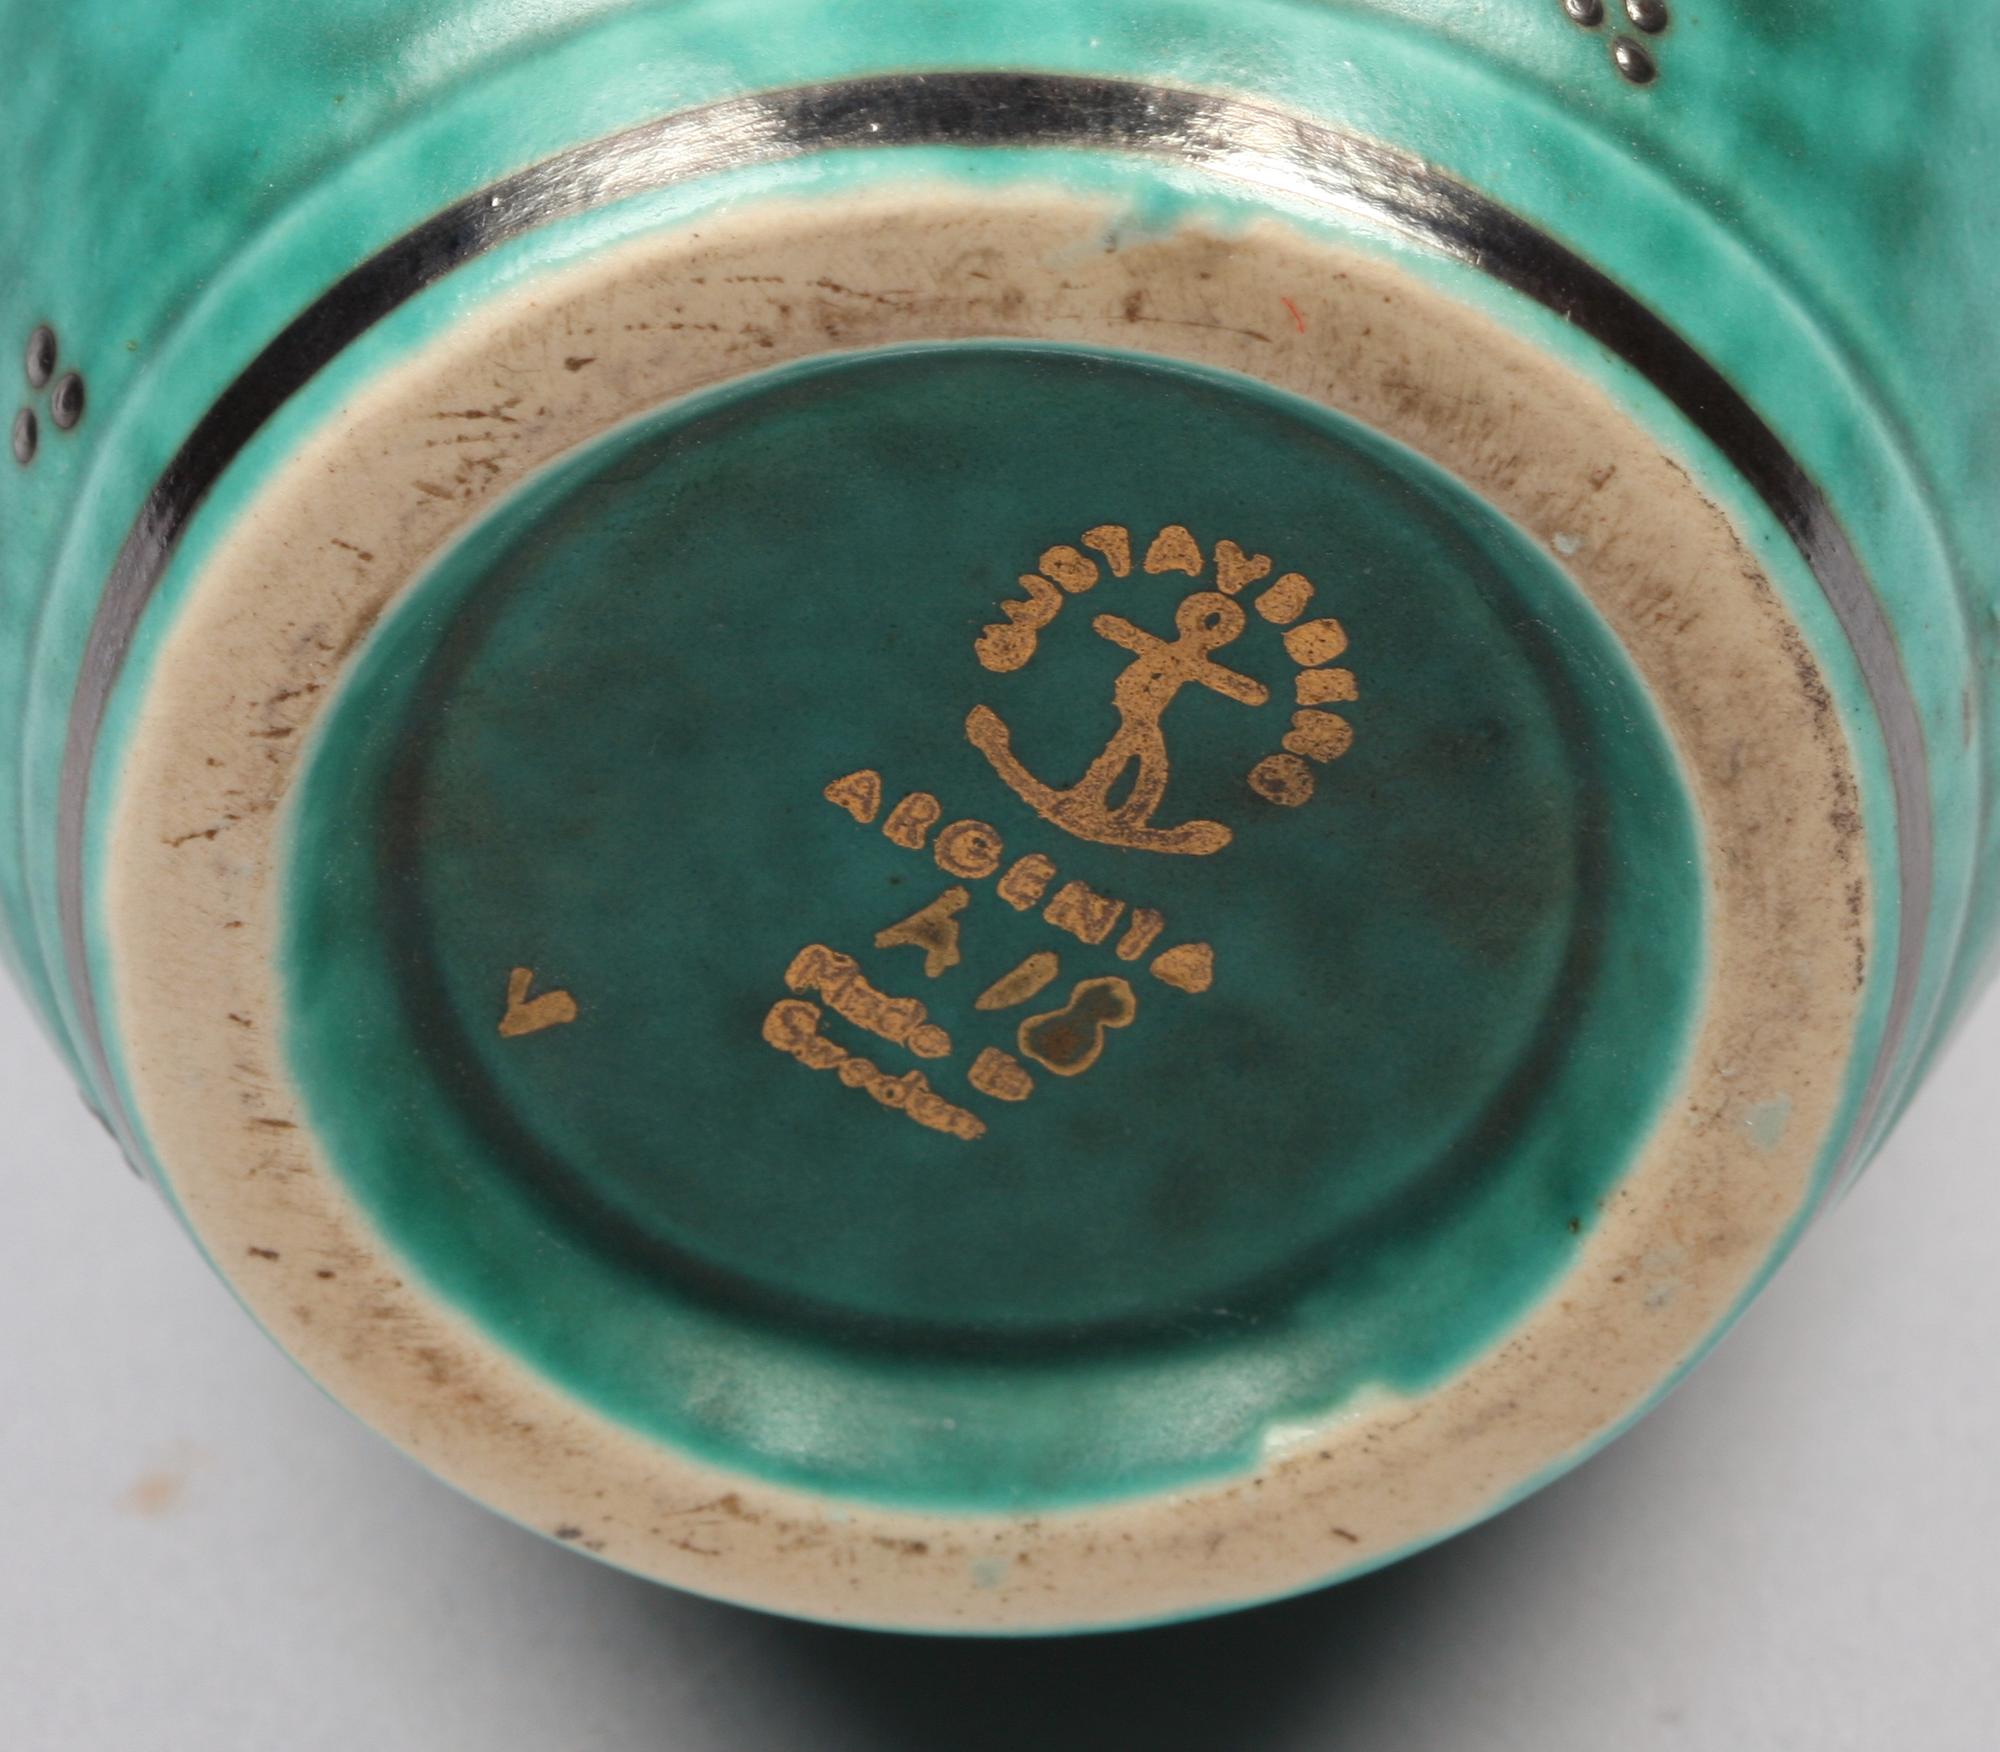 GUSTAVSBERG
ARGENTA
A 18
Made in
Sweden
V